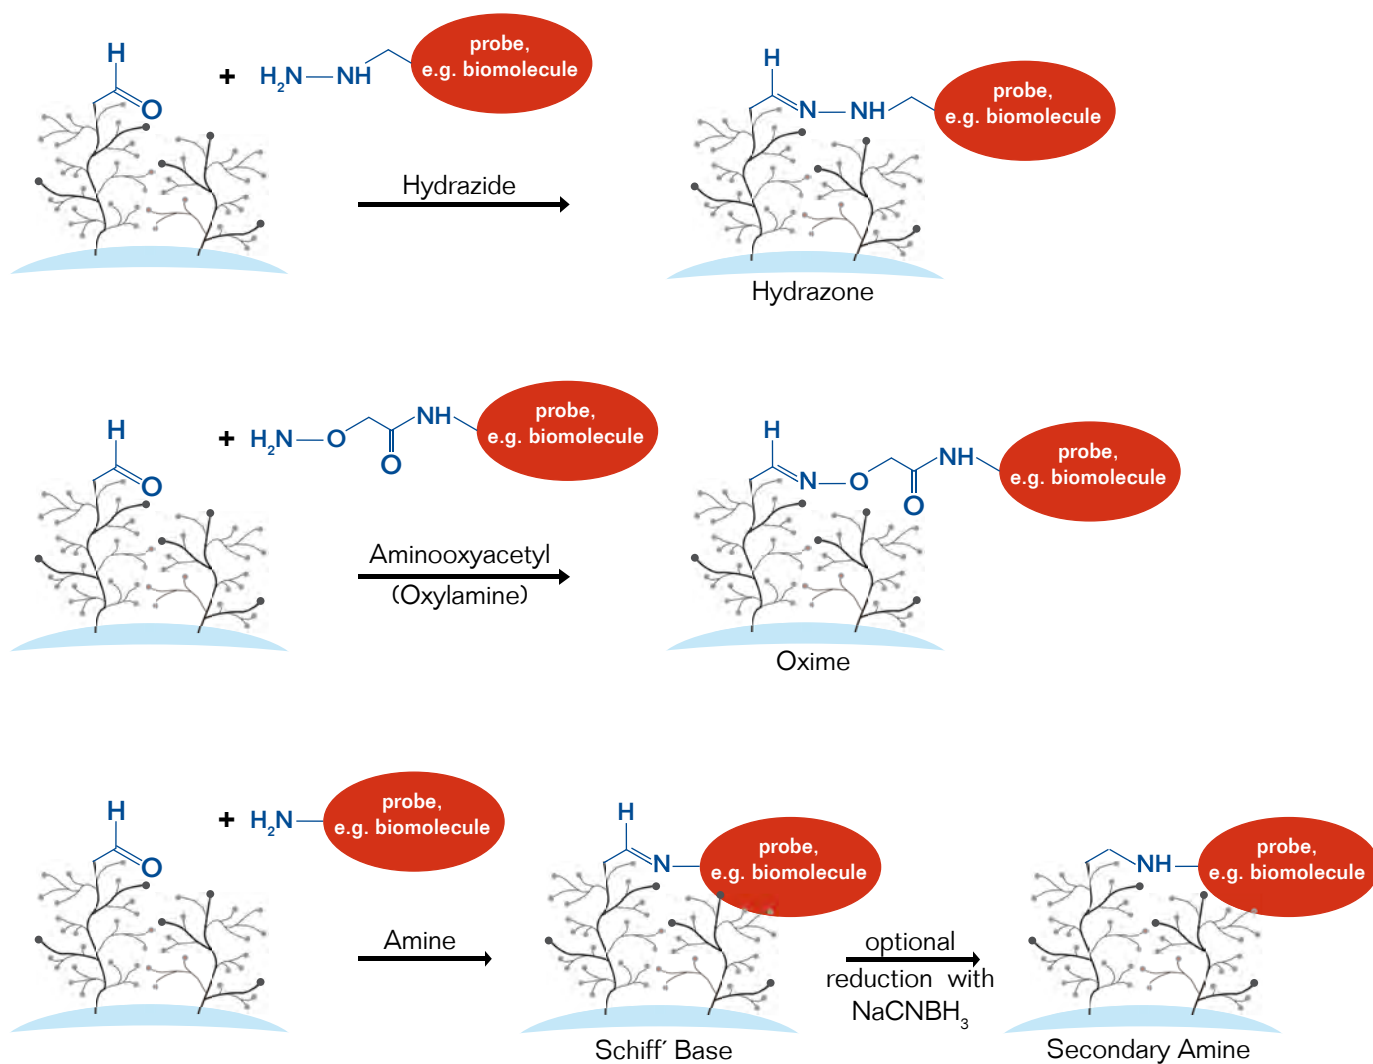 H
O
+
H₂N
NH
probe,
e.g. biomolecule
Hydrazide
H
N
NH
probe,
e.g. biomolecule
Hydrazone
H
O
+
H₂N
O
O
NH
probe,
e.g. biomolecule
Aminooxyacetyl
(Oxylamine)
H
N
O
O
NH
probe,
e.g. biomolecule
Oxime
H
O
+
H₂N
probe,
e.g. biomolecule
Amine
H
N
probe,
e.g. biomolecule
Schiff´ Base
optional
reduction with
NaCNBH₃
NH
probe,
e.g. biomolecule
Secondary Amine